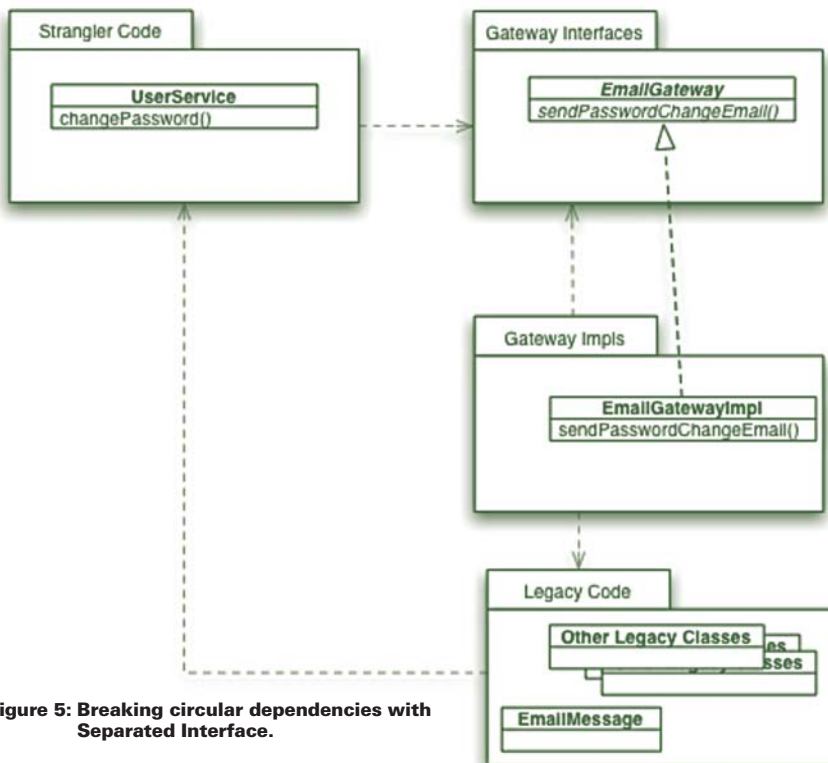 Strangler Code
UserService
changePassword()
Gateway Interfaces
EmailGateway
sendPasswordChangeEmail()
Gateway Impls
EmailGatewayImpl
sendPasswordChangeEmail()
Legacy Code
Other Legacy Classes
EmailMessage
igure 5: Breaking circular dependencies with
Separated Interface.